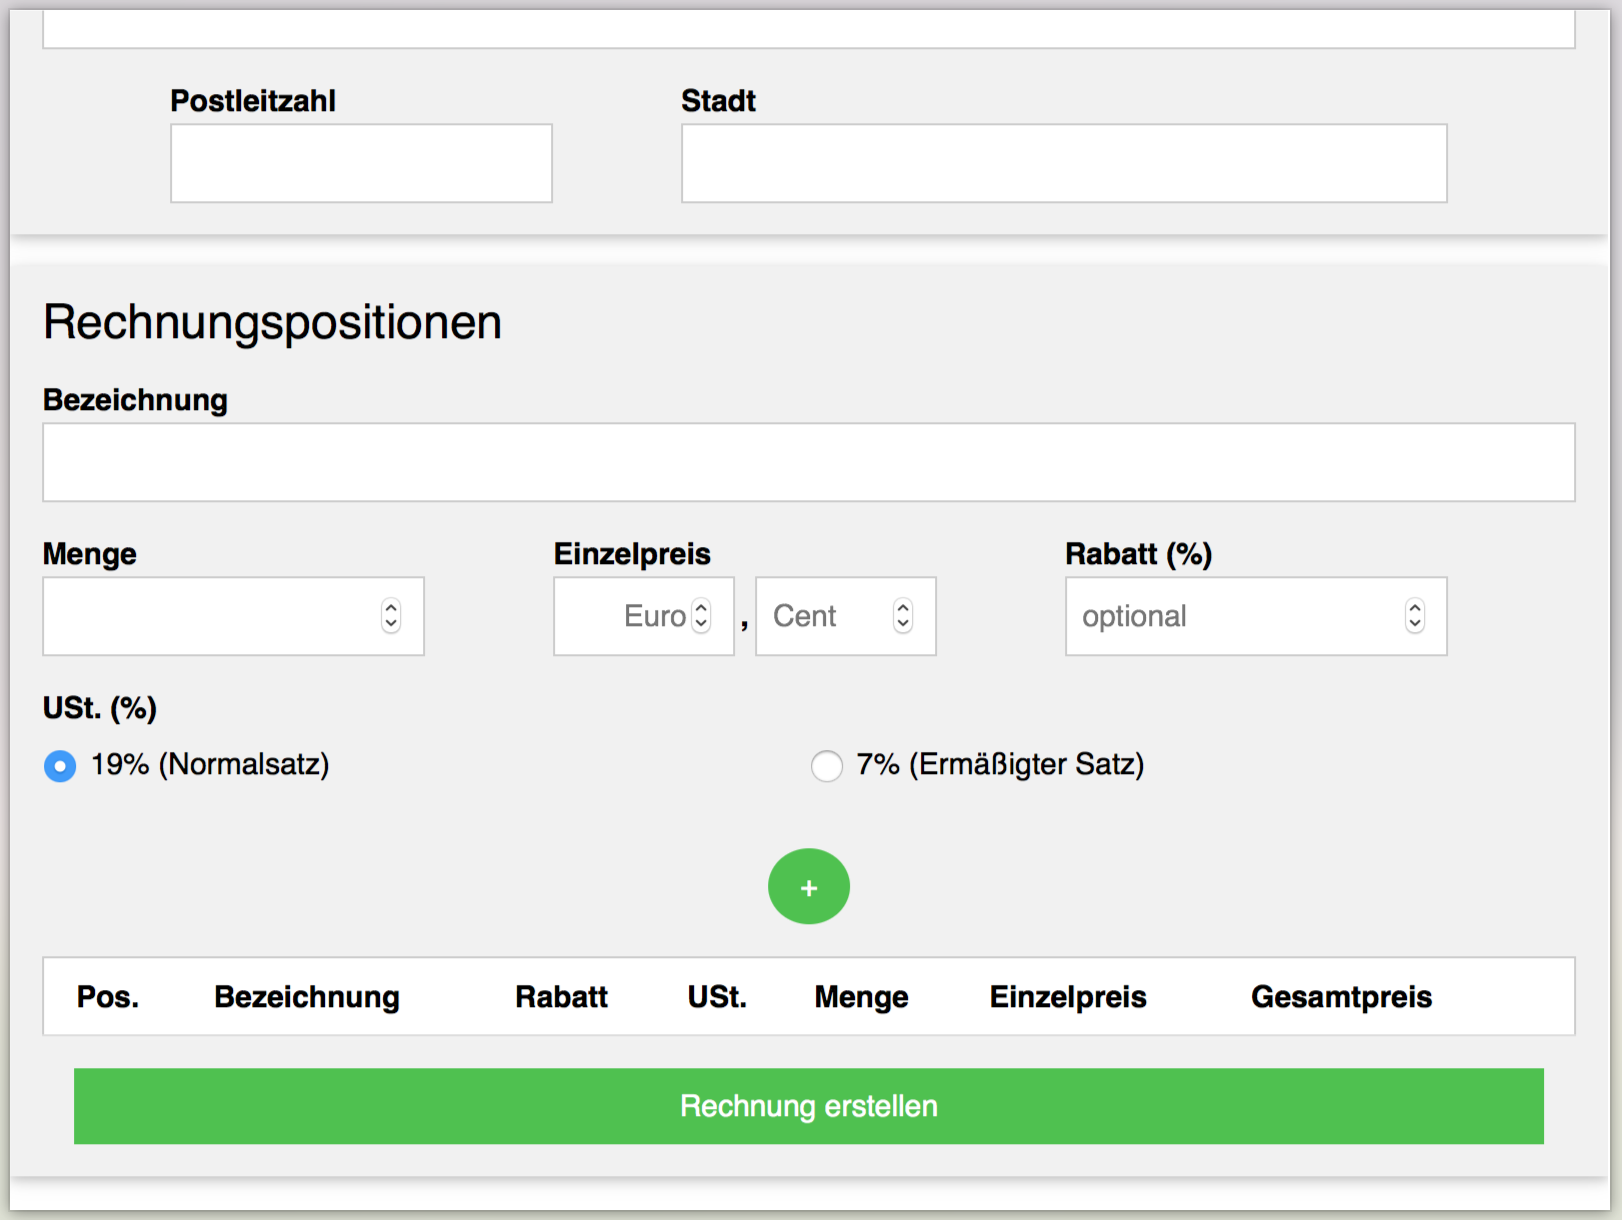 Postleitzahl Stadt
Rechnungspositionen
Bezeichnung
Menge Einzelpreis Rabatt (%)
Euro , Cent optional
USt. (%)
19% (Normalsatz) 7% (Ermäßigter Satz)
+
Pos. Bezeichnung Rabatt USt. Menge Einzelpreis Gesamtpreis
Rechnung erstellen